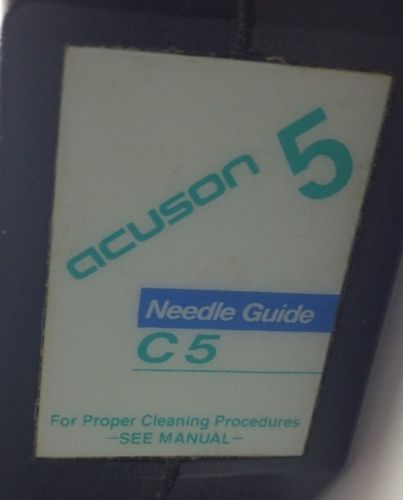 acuson 5
Needle Guide
C5
For Proper Cleaning Procedures
–SEE MANUAL–